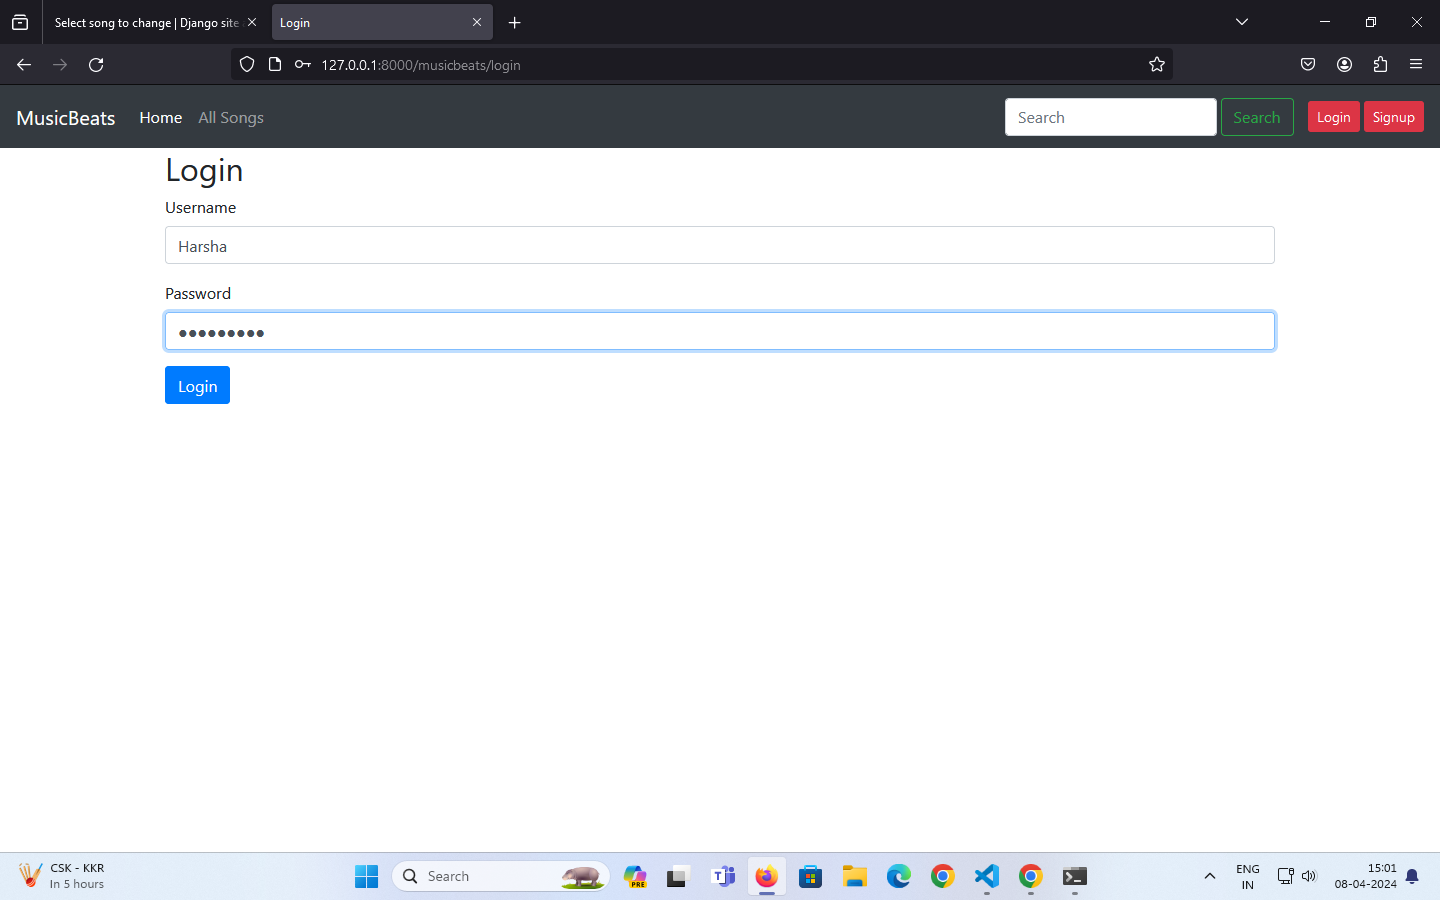 Select song to change | Django site
Login
127.0.0.1:8000/musicbeats/login
MusicBeats
Home
All Songs
Search
Search
Login
Signup
Login
Username
Harsha
Password
●●●●●●●●●
Login
CSK - KKR
In 5 hours
Search
PRE
ENG
IN
15:01
08-04-2024